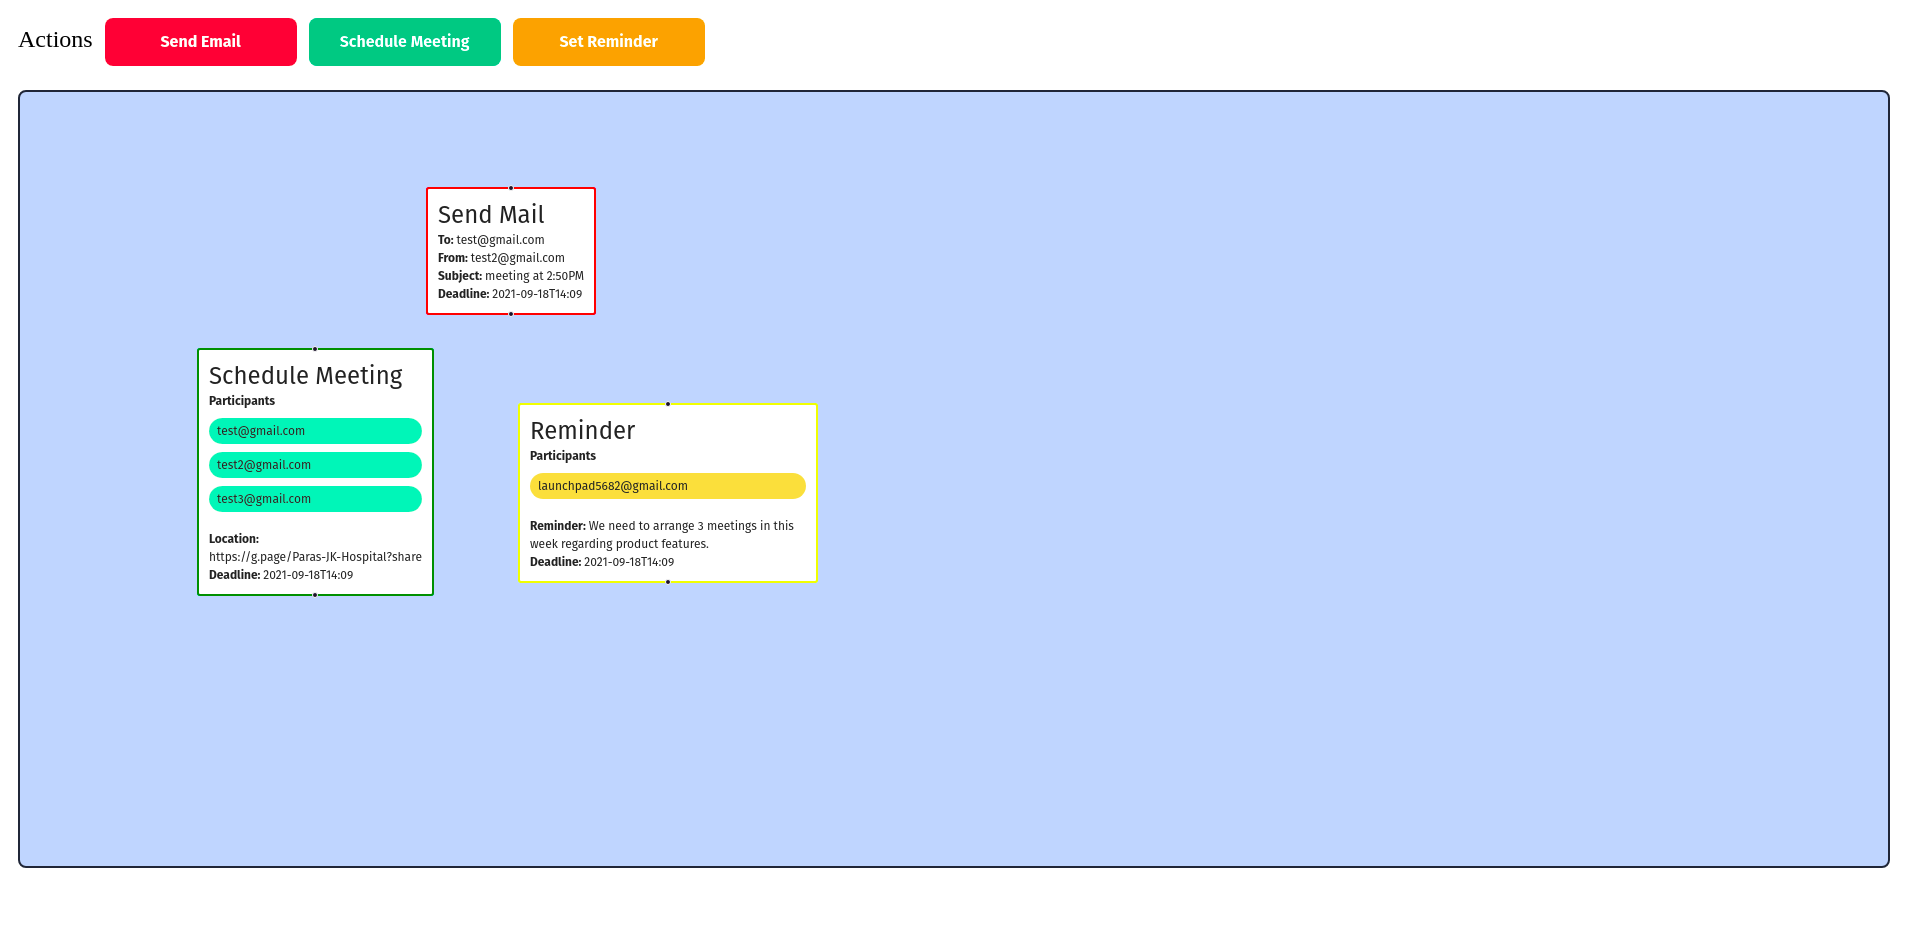 Actions
Send Email
Schedule Meeting
Set Reminder
Send Mail
To: test@gmail.com
From: test2@gmail.com
Subject: meeting at 2:50PM
Deadline: 2021-09-18T14:09
Schedule Meeting
Participants
test@gmail.com
test2@gmail.com
test3@gmail.com
Location:
https://g.page/Paras-JK-Hospital?share
Deadline: 2021-09-18T14:09
Reminder
Participants
launchpad5682@gmail.com
Reminder: We need to arrange 3 meetings in this
week regarding product features.
Deadline: 2021-09-18T14:09